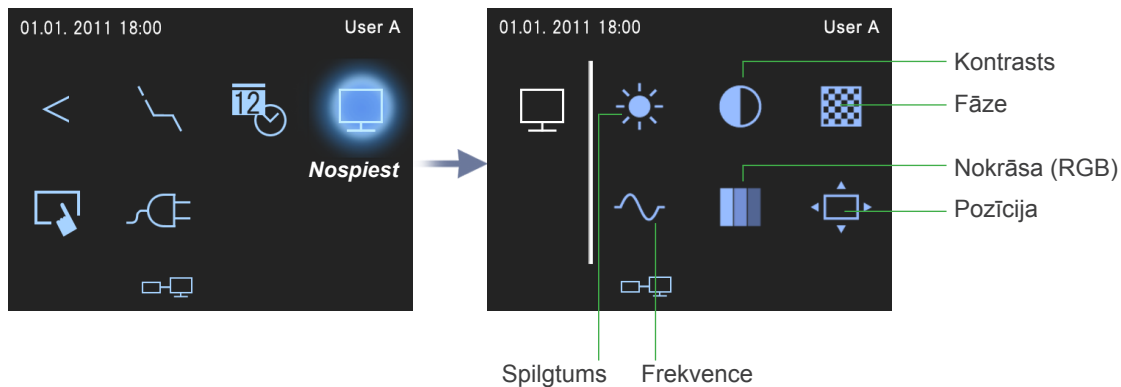 01.01. 2011 18:00 User A
12
Nospiest
01.01. 2011 18:00 User A
Kontrasts
Fāze
Nokrāsa (RGB)
Pozīcija
Spilgtums Frekvence